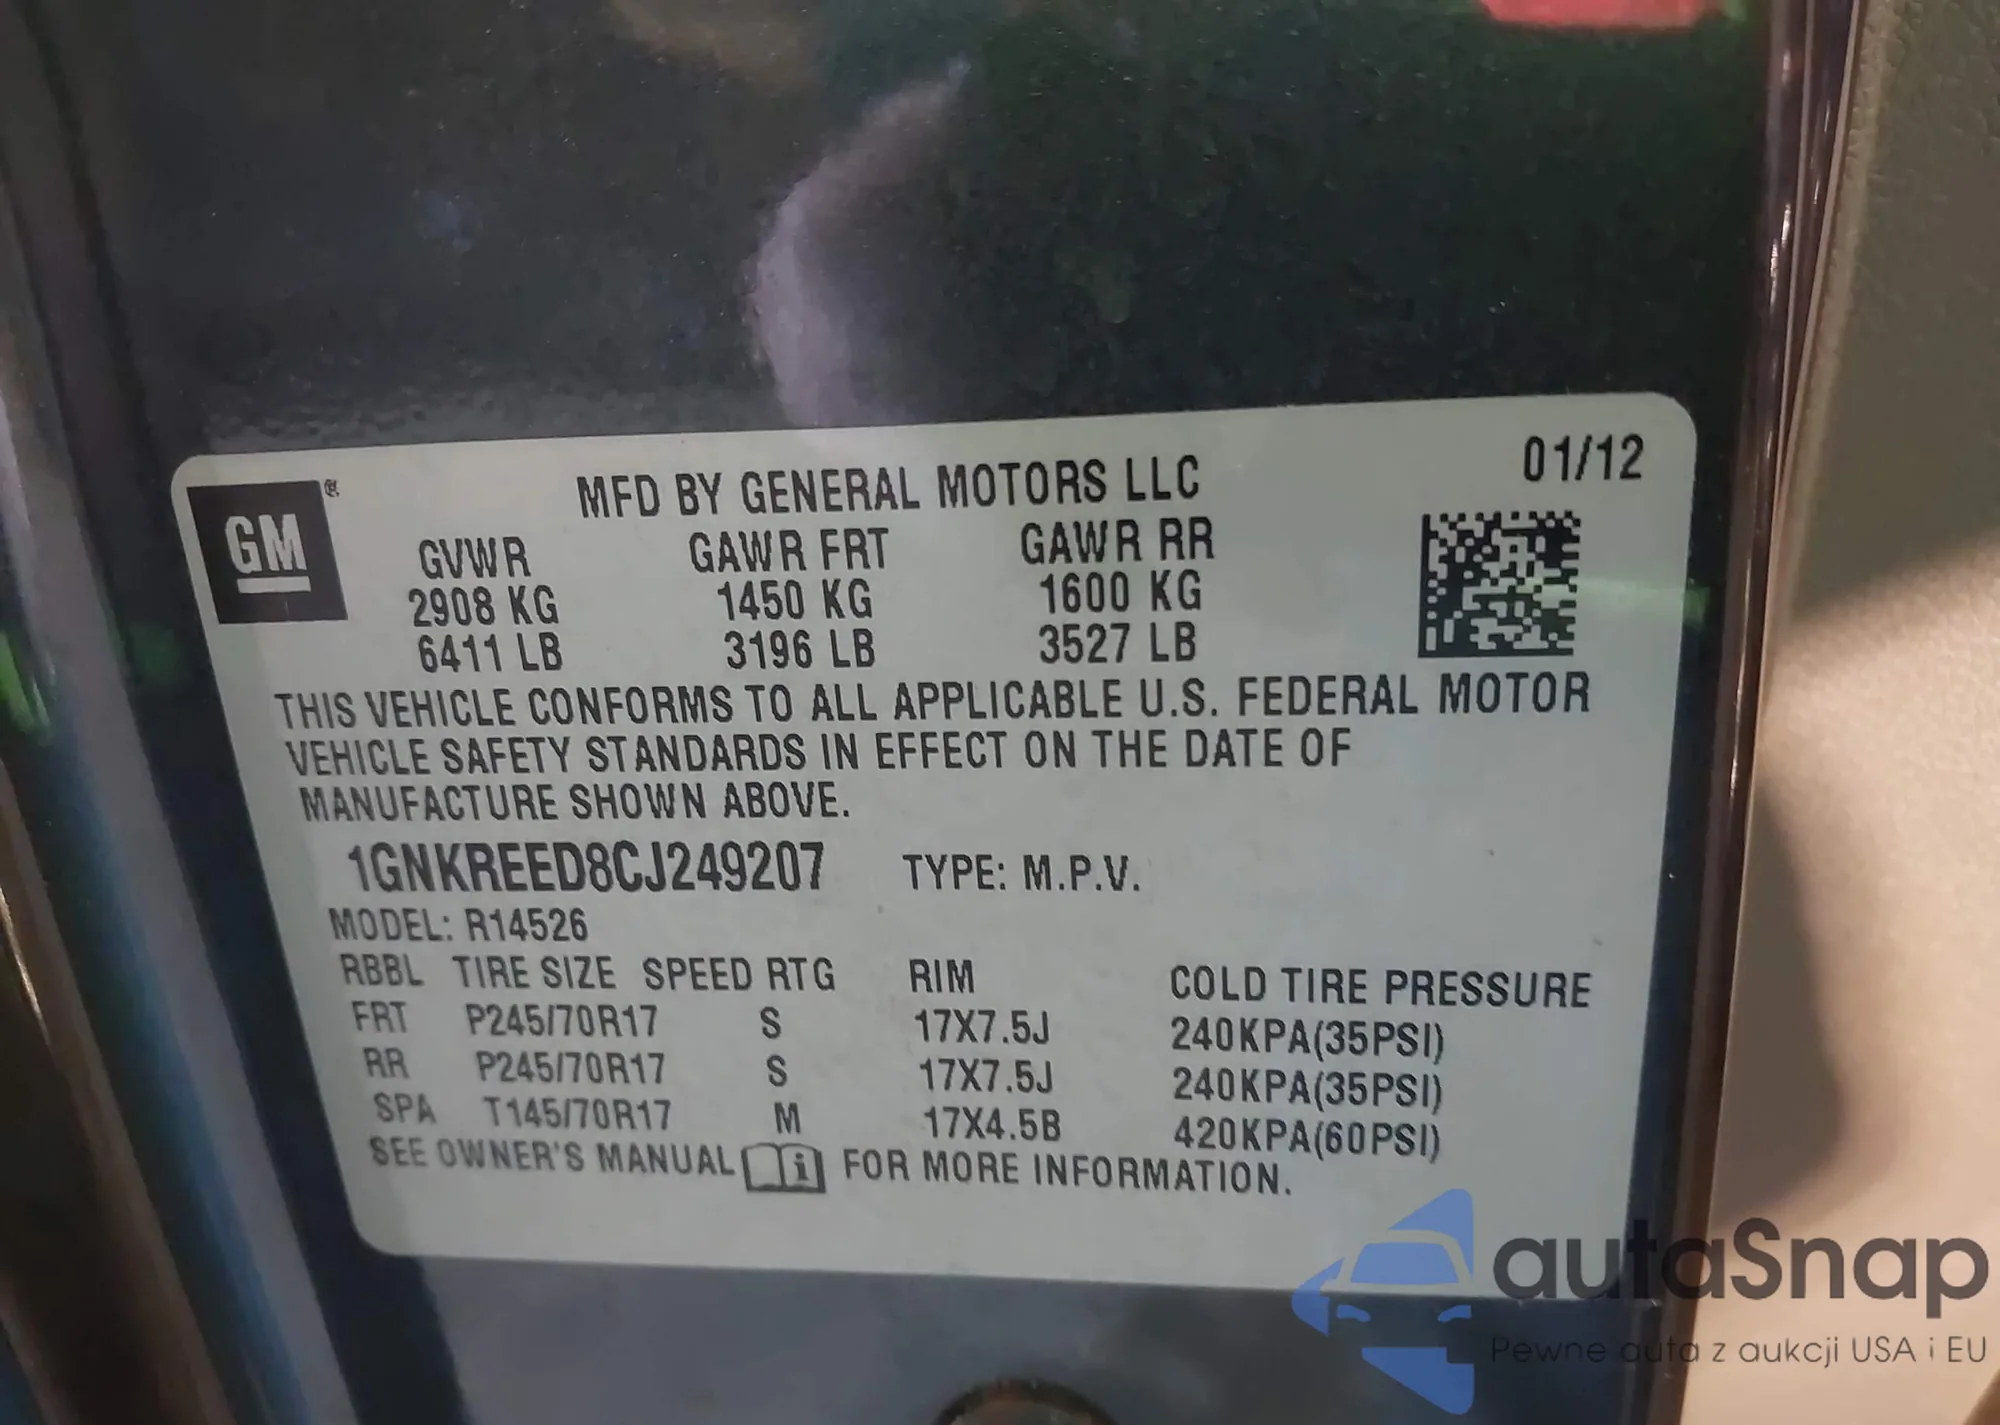 GM®
MFD BY GENERAL MOTORS LLC
01/12
GVWR GAWR FRT GAWR RR
2908 KG 1450 KG 1600 KG
6411 LB 3196 LB 3527 LB
THIS VEHICLE CONFORMS TO ALL APPLICABLE U.S. FEDERAL MOTOR
VEHICLE SAFETY STANDARDS IN EFFECT ON THE DATE OF
MANUFACTURE SHOWN ABOVE.
1GNKREED8CJ249207 TYPE: M.P.V.
MODEL: R14526
RBBL TIRE SIZE SPEED RTG RIM COLD TIRE PRESSURE
FRT P245/70R17 S 17X7.5J 240KPA(35PSI)
RR P245/70R17 S 17X7.5J 240KPA(35PSI)
SPA T145/70R17 M 17X4.5B 420KPA(60PSI)
SEE OWNER'S MANUAL i FOR MORE INFORMATION.
autaSnap
Pewne auta z aukcji USA i EU